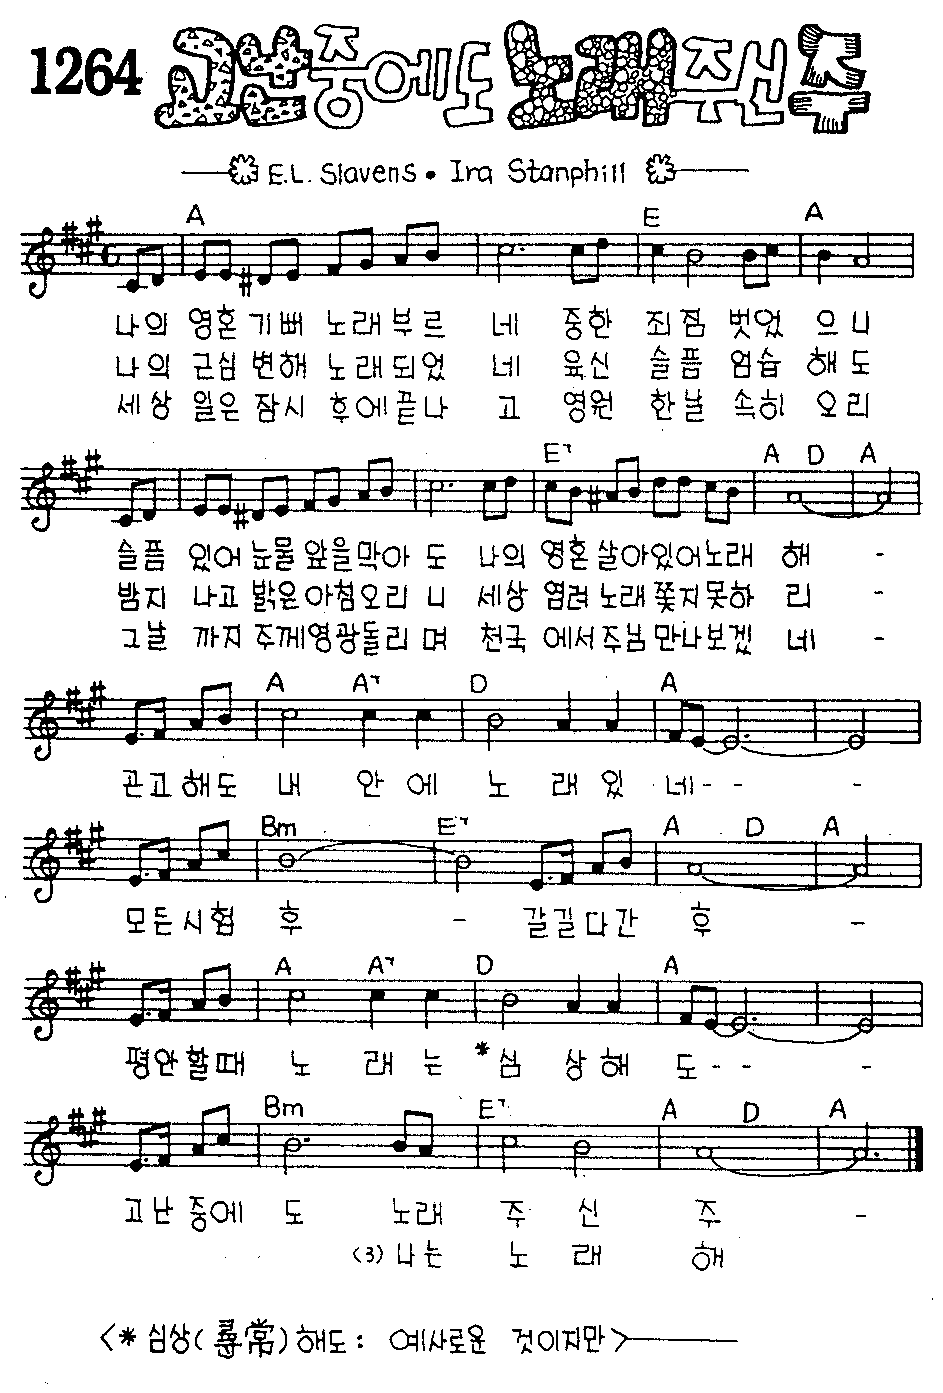 1264 고난중에도 노래주신 주
E.L. Slavens • Ira Stanphill
A E A
나의 영혼 기뻐 노래부르 네 중한 죄짐 벗었 으니
나의 근심 변해 노래되었 네 육신 슬픔 엄습 해도
세상 일은 잠시 후에끝나 고 영원 한날 속히 오리
E7 A D A
슬픔 있어 눈물 앞을막아 도 나의 영혼살아있어노래 해 -
밤지 나고 밝은아침오리 니 세상 염려노래쫓지못하 리 -
그날 까지 주께영광돌리 며 천국 에서주님만나보겠 네 -
A A7 D A
곤고해도 내 안에 노 래있 네- - -
Bm E7 A D A
모든시험 후 - 갈길다간 후 -
A A7 D A
평안할때 노 래는 *심 상해 도- - -
Bm E7 A D A
고난중에 도 노래 주 신 주 -
(3) 나는 노 래 해
<*심상(尋常)해도: 예사로운 것이지만>